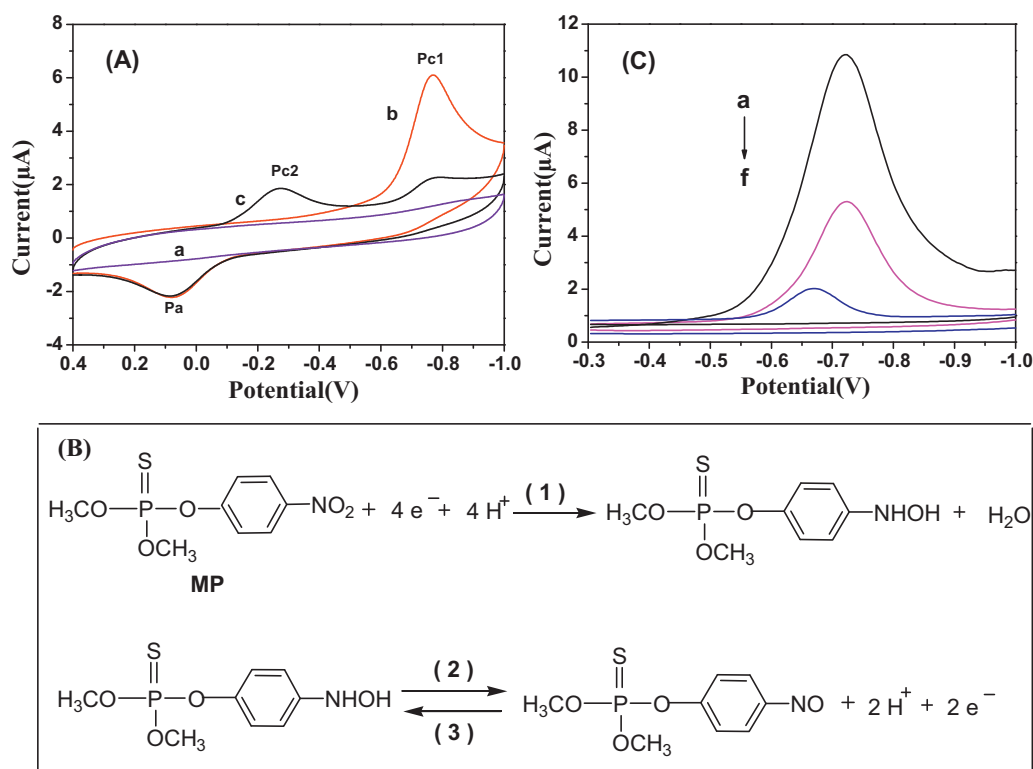 (A)
Pc1
b
Pc2
c
a
Pa
8
6
4
2
0
-2
-4
0.4 0.2 0.0 -0.2 -0.4 -0.6 -0.8 -1.0
Current(μA)
Potential(V)
(C)
a
f
12
10
8
6
4
2
0
-0.3 -0.4 -0.5 -0.6 -0.7 -0.8 -0.9 -1.0
Current(μA)
Potential(V)
(B)
S
H3CO P O NO2 + 4 e− + 4 H+ ( 1 )
OCH3
MP
S
H3CO P O NHOH + H2O
OCH3
S
H3CO P O NHOH ( 2 )
( 3 )
OCH3
S
H3CO P O NO + 2 H+ + 2 e−
OCH3